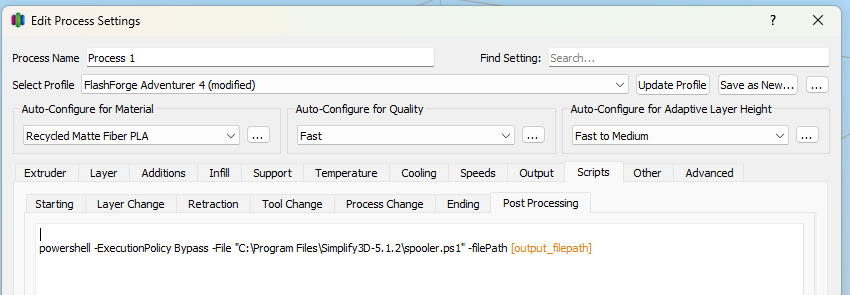 Edit Process Settings
Process Name Process 1 Find Setting: Search...
Select Profile FlashForge Adventurer 4 (modified) Update Profile Save as New... ...
Auto-Configure for Material Auto-Configure for Quality Auto-Configure for Adaptive Layer Height
Recycled Matte Fiber PLA ... Fast ... Fast to Medium ...
Extruder Layer Additions Infill Support Temperature Cooling Speeds Output Scripts Other Advanced
Starting Layer Change Retraction Tool Change Process Change Ending Post Processing
powershell -ExecutionPolicy Bypass -File "C:\Program Files\Simplify3D-5.1.2\spooler.ps1" -filePath [output_filepath]